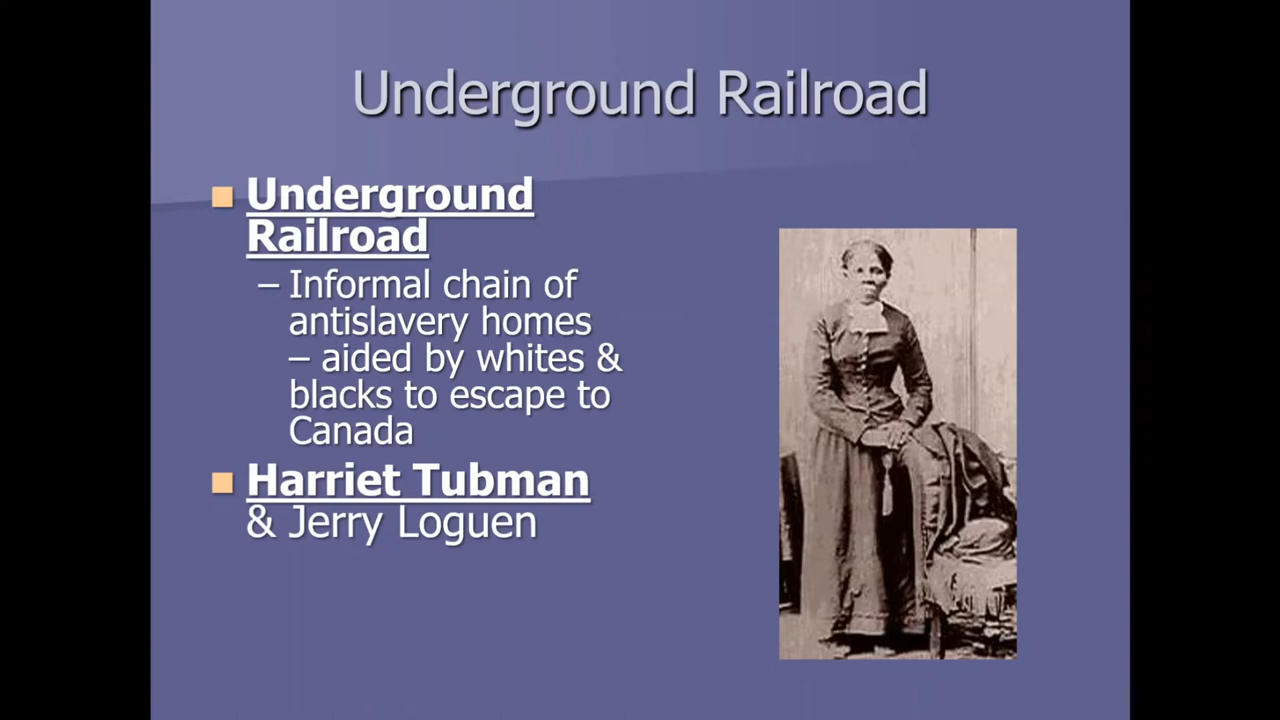 Underground Railroad
Underground
Railroad
– Informal chain of
antislavery homes
– aided by whites &
blacks to escape to
Canada
Harriet Tubman
& Jerry Loguen